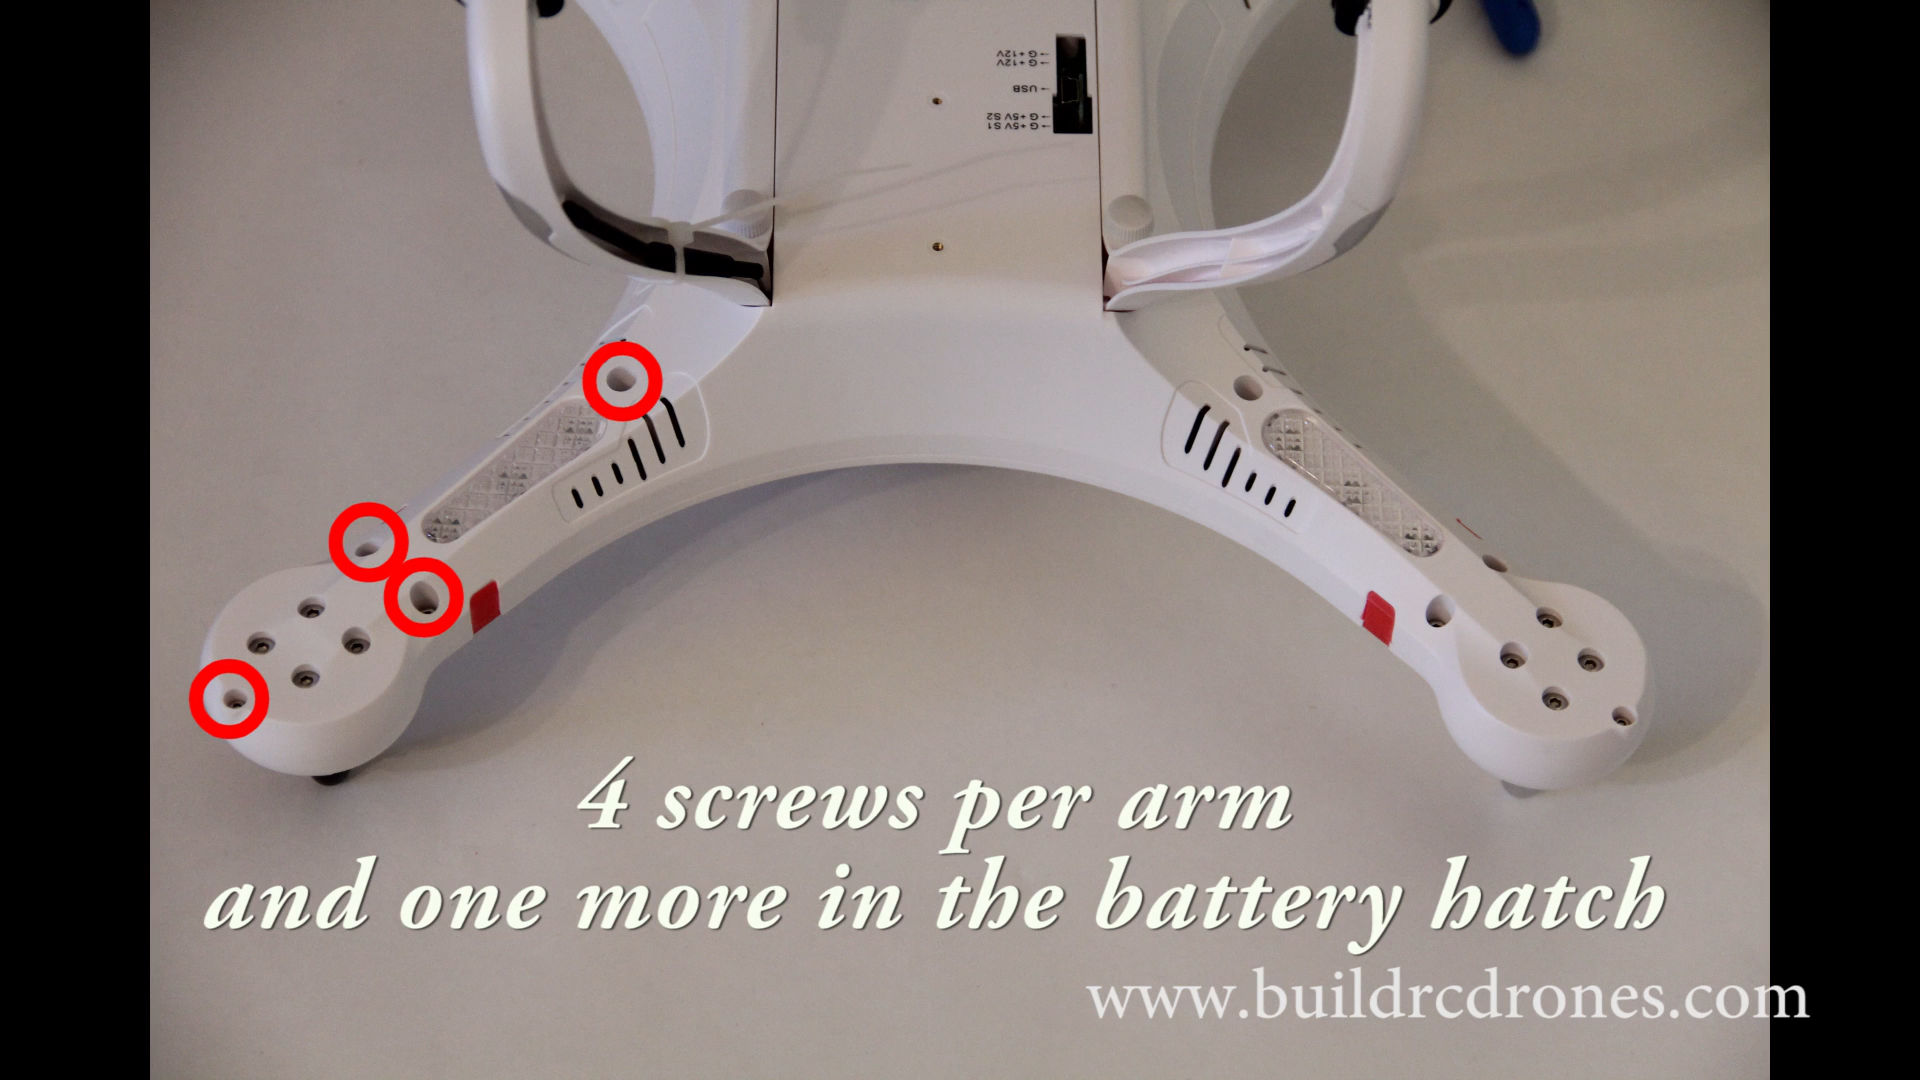 → G +12V
→ G +12V
→ USB
→ G +5V S2
→ G +5V S1
4 screws per arm
and one more in the battery hatch
www.buildrcdrones.com